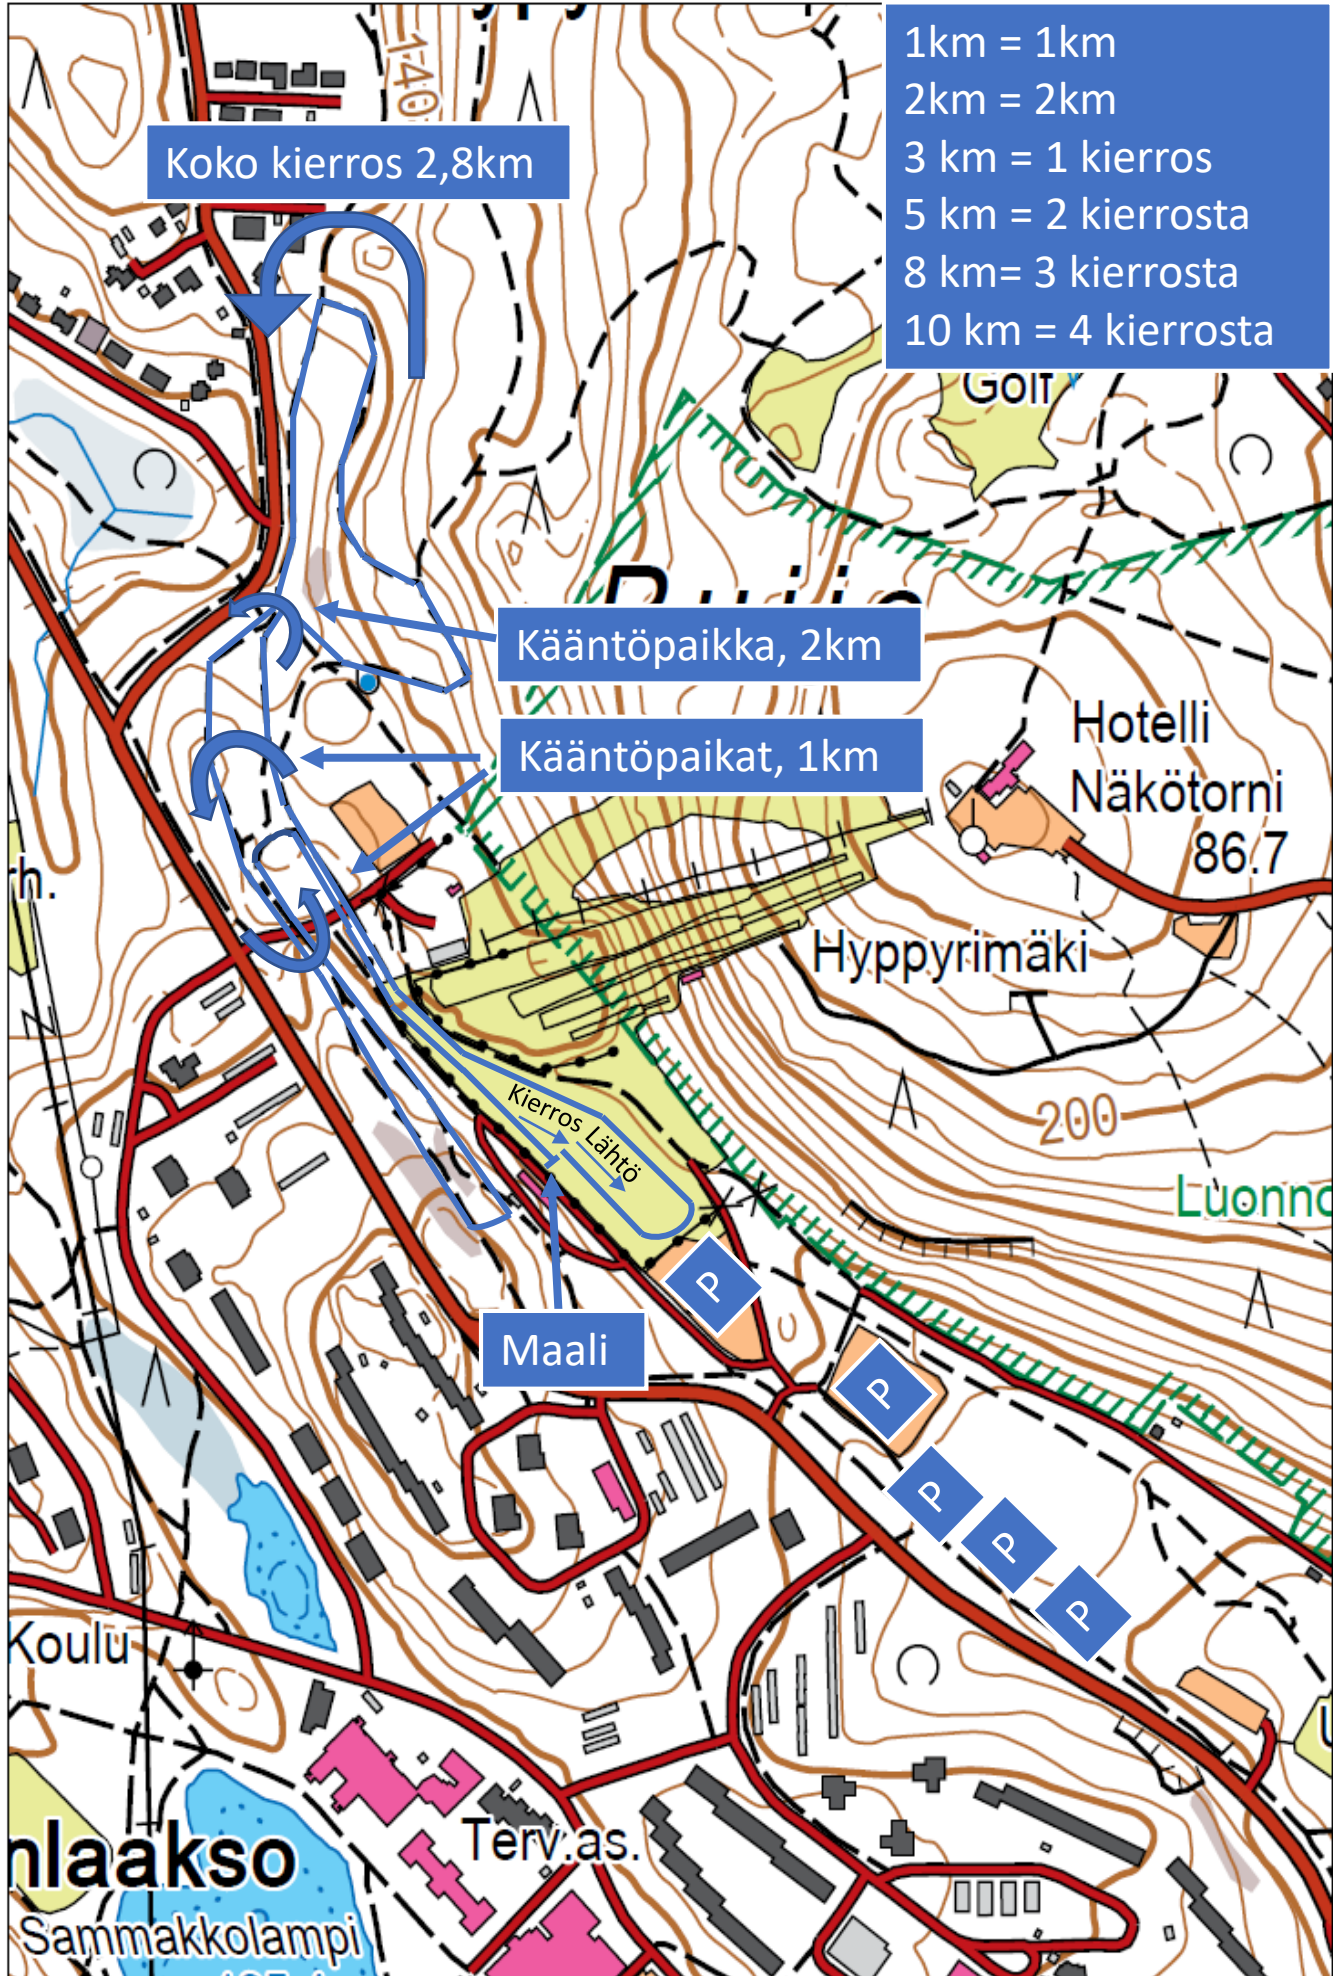 1km = 1km
2km = 2km
3 km = 1 kierros
5 km = 2 kierrosta
8 km= 3 kierrosta
10 km = 4 kierrosta
140
Koko kierros 2,8km
Golf
Kääntöpaikka, 2km
Kääntöpaikat, 1km
Hotelli
Näkötorni
86.7
rh.
Hyppyrimäki
200
Kierros Lähtö
Luonno
P
Maali
P
P
P
P
Koulu
nlaakso
Terv.as.
Sammakkolampi